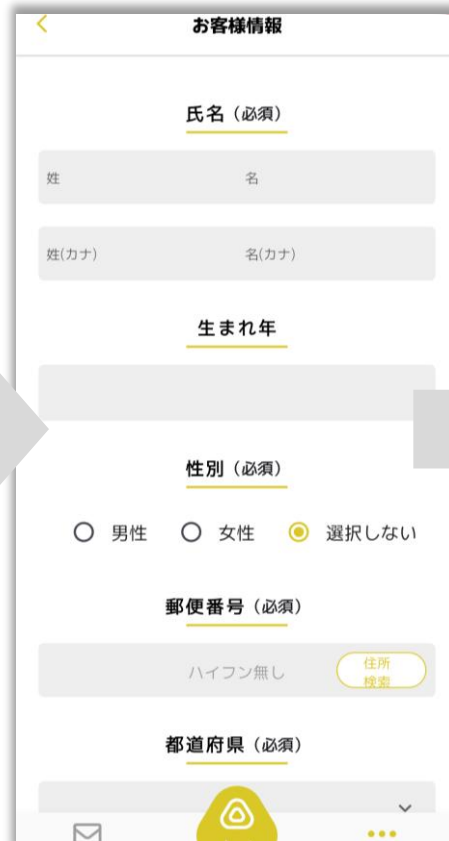 お客様情報
氏名（必須）
姓 名
姓(カナ) 名(カナ)
生まれ年
性別（必須）
男性 女性 選択しない
郵便番号（必須）
ハイフン無し 住所
検索
都道府県（必須）